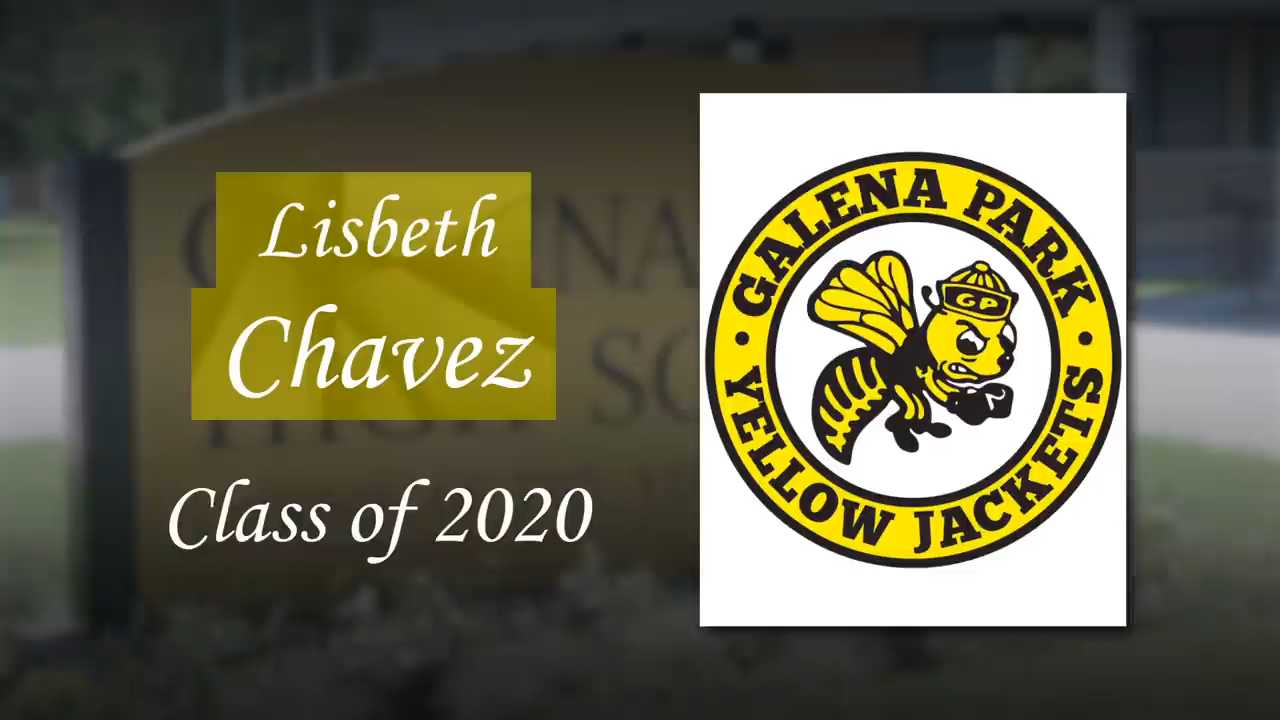 Lisbeth
Chavez
Class of 2020
GALENA PARK
YELLOW JACKETS
GP